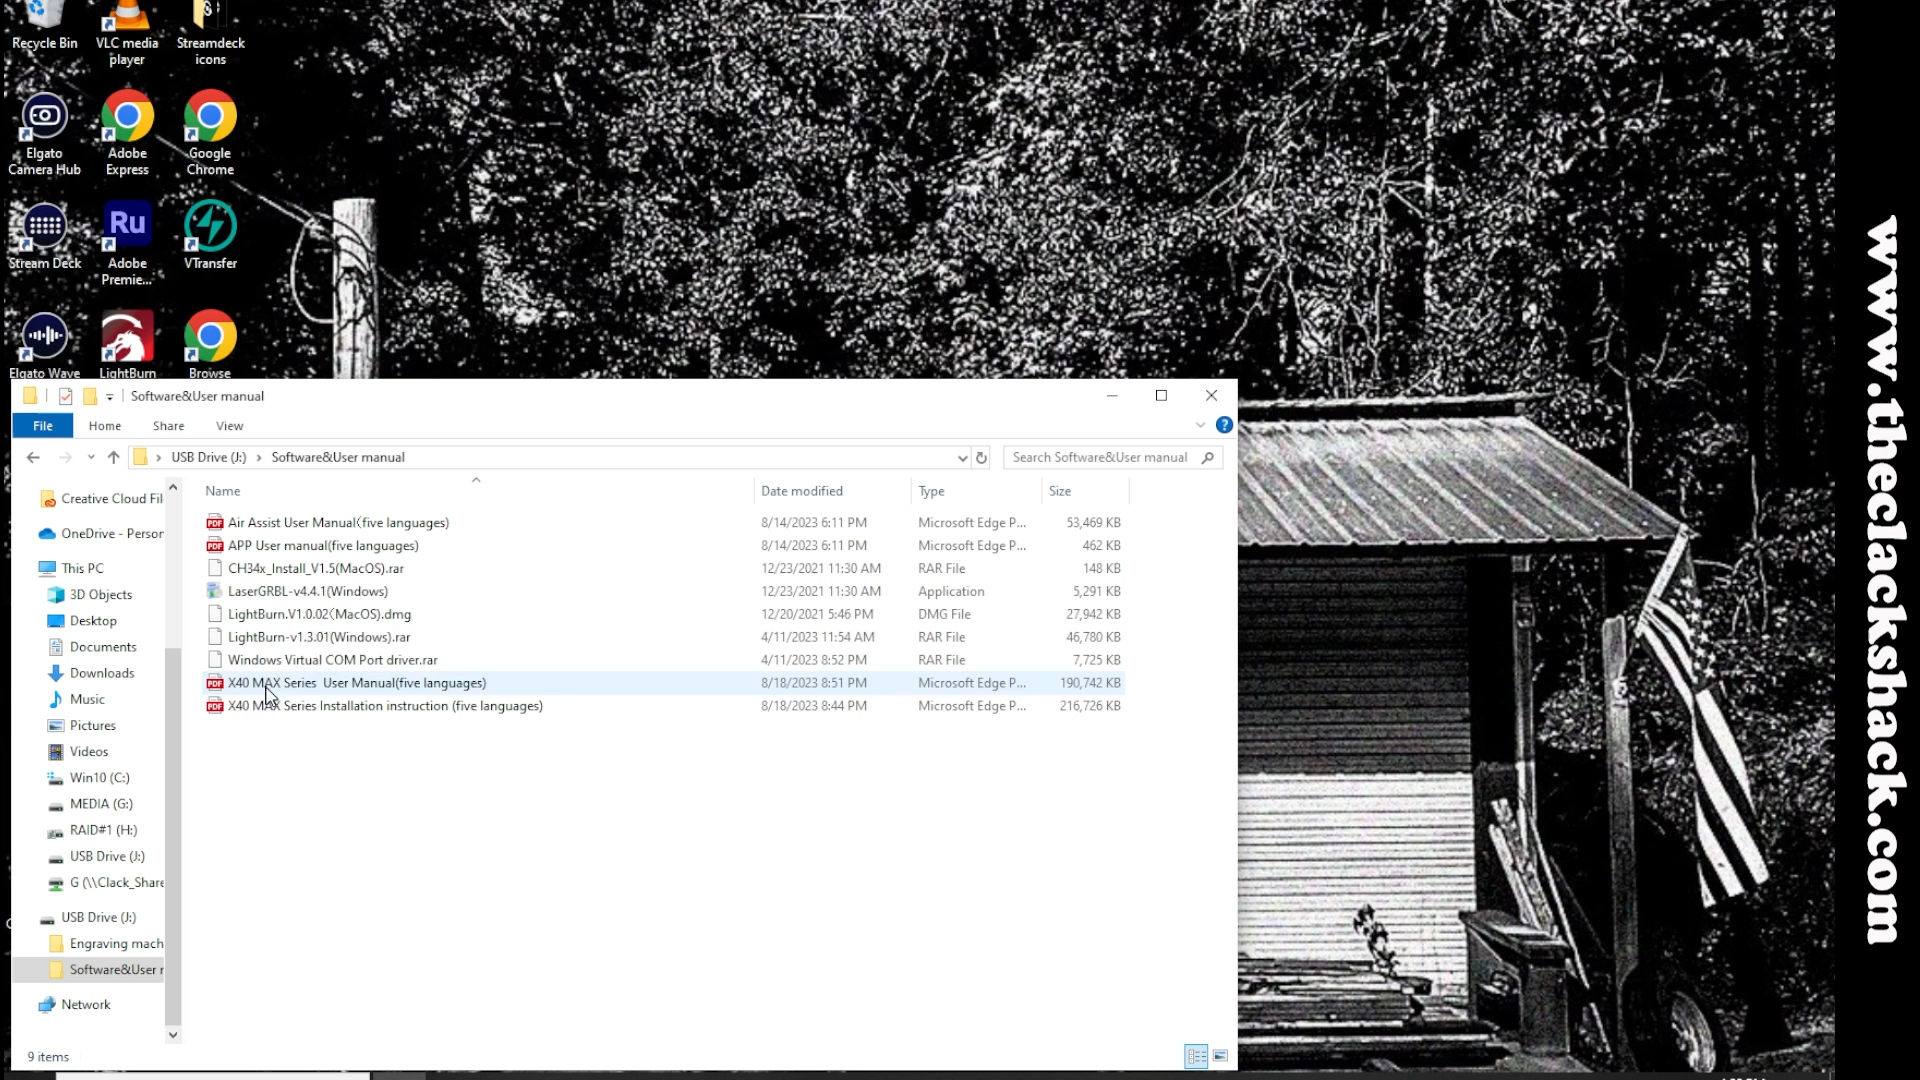 Recycle Bin
VLC media player
Streamdeck icons
Elgato Camera Hub
Adobe Express
Google Chrome
Stream Deck
Ru
Adobe Premie...
VTransfer
Elgato Wave
LightBurn
Browse
Software&User manual
File
Home
Share
View
USB Drive (J:) > Software&User manual
Search Software&User manual
Name
Date modified
Type
Size
Air Assist User Manual(five languages) 8/14/2023 6:11 PM Microsoft Edge P... 53,469 KB
APP User manual(five languages) 8/14/2023 6:11 PM Microsoft Edge P... 462 KB
CH34x_Install_V1.5(MacOS).rar 12/23/2021 11:30 AM RAR File 148 KB
LaserGRBL-v4.4.1(Windows) 12/23/2021 11:30 AM Application 5,291 KB
LightBurn.V1.0.02(MacOS).dmg 12/20/2021 5:46 PM DMG File 27,942 KB
LightBurn-v1.3.01(Windows).rar 4/11/2023 11:54 AM RAR File 46,780 KB
Windows Virtual COM Port driver.rar 4/11/2023 8:52 PM RAR File 7,725 KB
PDF X40 MAX Series  User Manual(five languages) 8/18/2023 8:51 PM Microsoft Edge P... 190,742 KB
PDF X40 MAX Series Installation instruction (five languages) 8/18/2023 8:44 PM Microsoft Edge P... 216,726 KB
Creative Cloud Fil
OneDrive - Person
This PC
3D Objects
Desktop
Documents
Downloads
Music
Pictures
Videos
Win10 (C:)
MEDIA (G:)
RAID#1 (H:)
USB Drive (J:)
G (\\Clack_Share
USB Drive (J:)
Engraving mach
Software&User r
Network
9 items
www.theclackshack.com